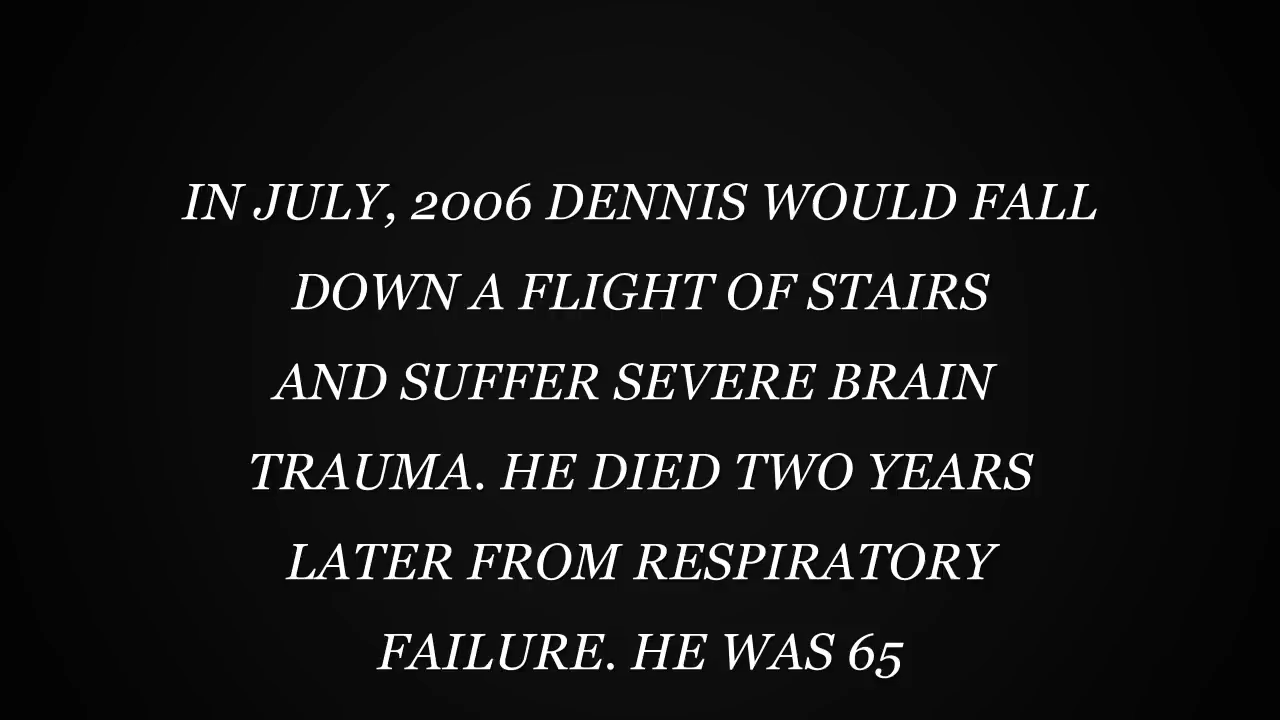 IN JULY, 2006 DENNIS WOULD FALL
DOWN A FLIGHT OF STAIRS
AND SUFFER SEVERE BRAIN
TRAUMA. HE DIED TWO YEARS
LATER FROM RESPIRATORY
FAILURE. HE WAS 65